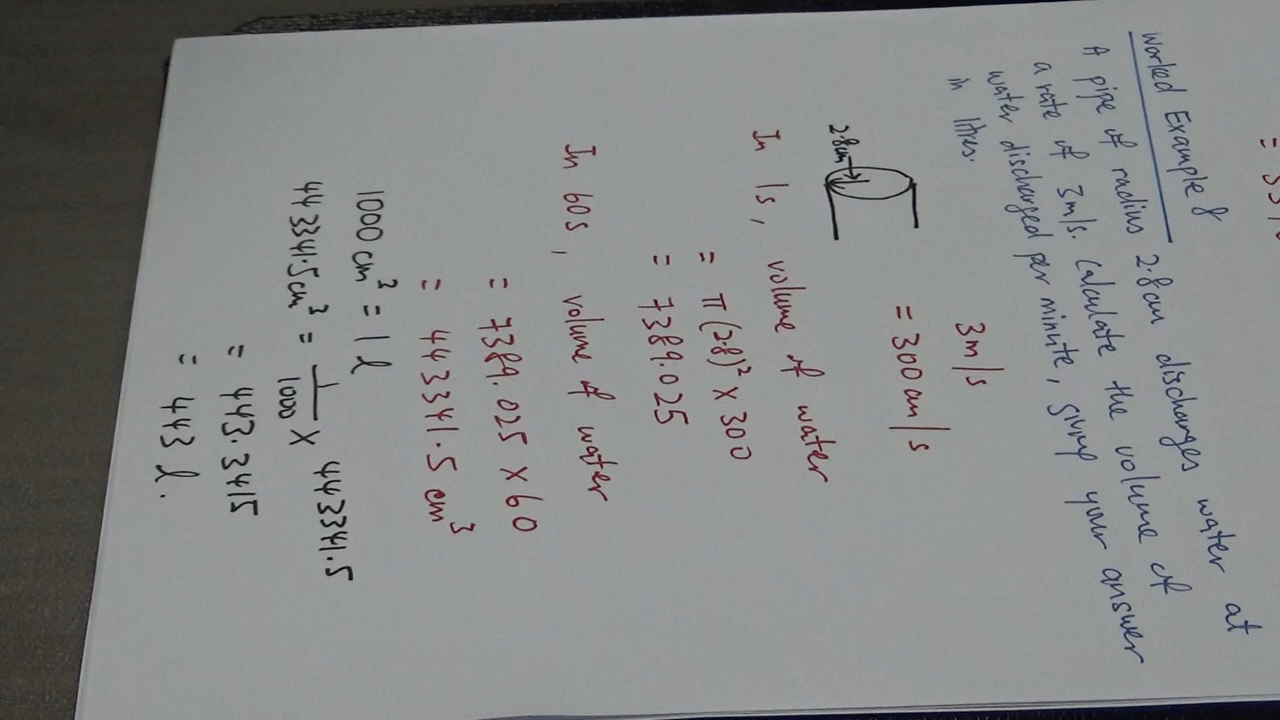 Worked Example 8
A pipe of radius 2.8cm discharges water at
a rate of 3m/s. Calculate the volume of
water discharged per minute, giving your answer
in litres.
3m/s
= 300cm/s
2.8cm
In 1s, volume of water
= π(2.8)² × 300
= 7389.025
In 60s, volume of water
= 7389.025 × 60
= 443341.5 cm³
1000 cm³ = 1 l
443341.5cm³ = 1/1000 × 443341.5
= 443.3415
= 443 l.